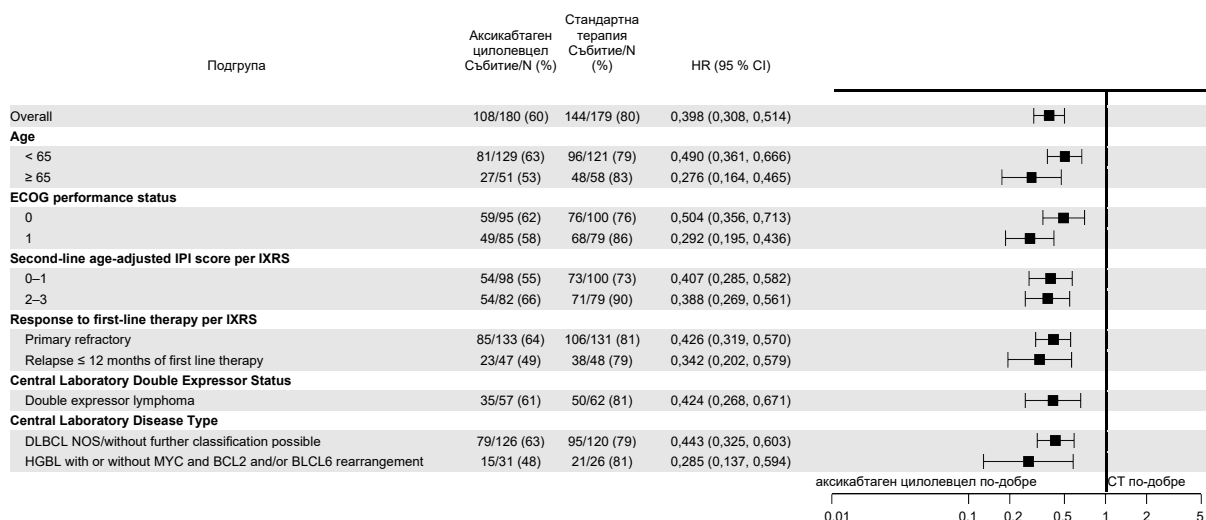 Подгрупа
Аксикабтаген
цилолевцел
Събитие/N (%)
Стандартна
терапия
Събитие/N
(%)
HR (95 % CI)
Overall 108/180 (60) 144/179 (80) 0,398 (0,308, 0,514)
Age
< 65 81/129 (63) 96/121 (79) 0,490 (0,361, 0,666)
≥ 65 27/51 (53) 48/58 (83) 0,276 (0,164, 0,465)
ECOG performance status
0 59/95 (62) 76/100 (76) 0,504 (0,356, 0,713)
1 49/85 (58) 68/79 (86) 0,292 (0,195, 0,436)
Second-line age-adjusted IPI score per IXRS
0–1 54/98 (55) 73/100 (73) 0,407 (0,285, 0,582)
2–3 54/82 (66) 71/79 (90) 0,388 (0,269, 0,561)
Response to first-line therapy per IXRS
Primary refractory 85/133 (64) 106/131 (81) 0,426 (0,319, 0,570)
Relapse ≤ 12 months of first line therapy 23/47 (49) 38/48 (79) 0,342 (0,202, 0,579)
Central Laboratory Double Expressor Status
Double expressor lymphoma 35/57 (61) 50/62 (81) 0,424 (0,268, 0,671)
Central Laboratory Disease Type
DLBCL NOS/without further classification possible 79/126 (63) 95/120 (79) 0,443 (0,325, 0,603)
HGBL with or without MYC and BCL2 and/or BLCL6 rearrangement 15/31 (48) 21/26 (81) 0,285 (0,137, 0,594)
аксикабтаген цилолевцел по-добре СТ по-добре
0.01 0.1 0.2 0.5 1 2 5